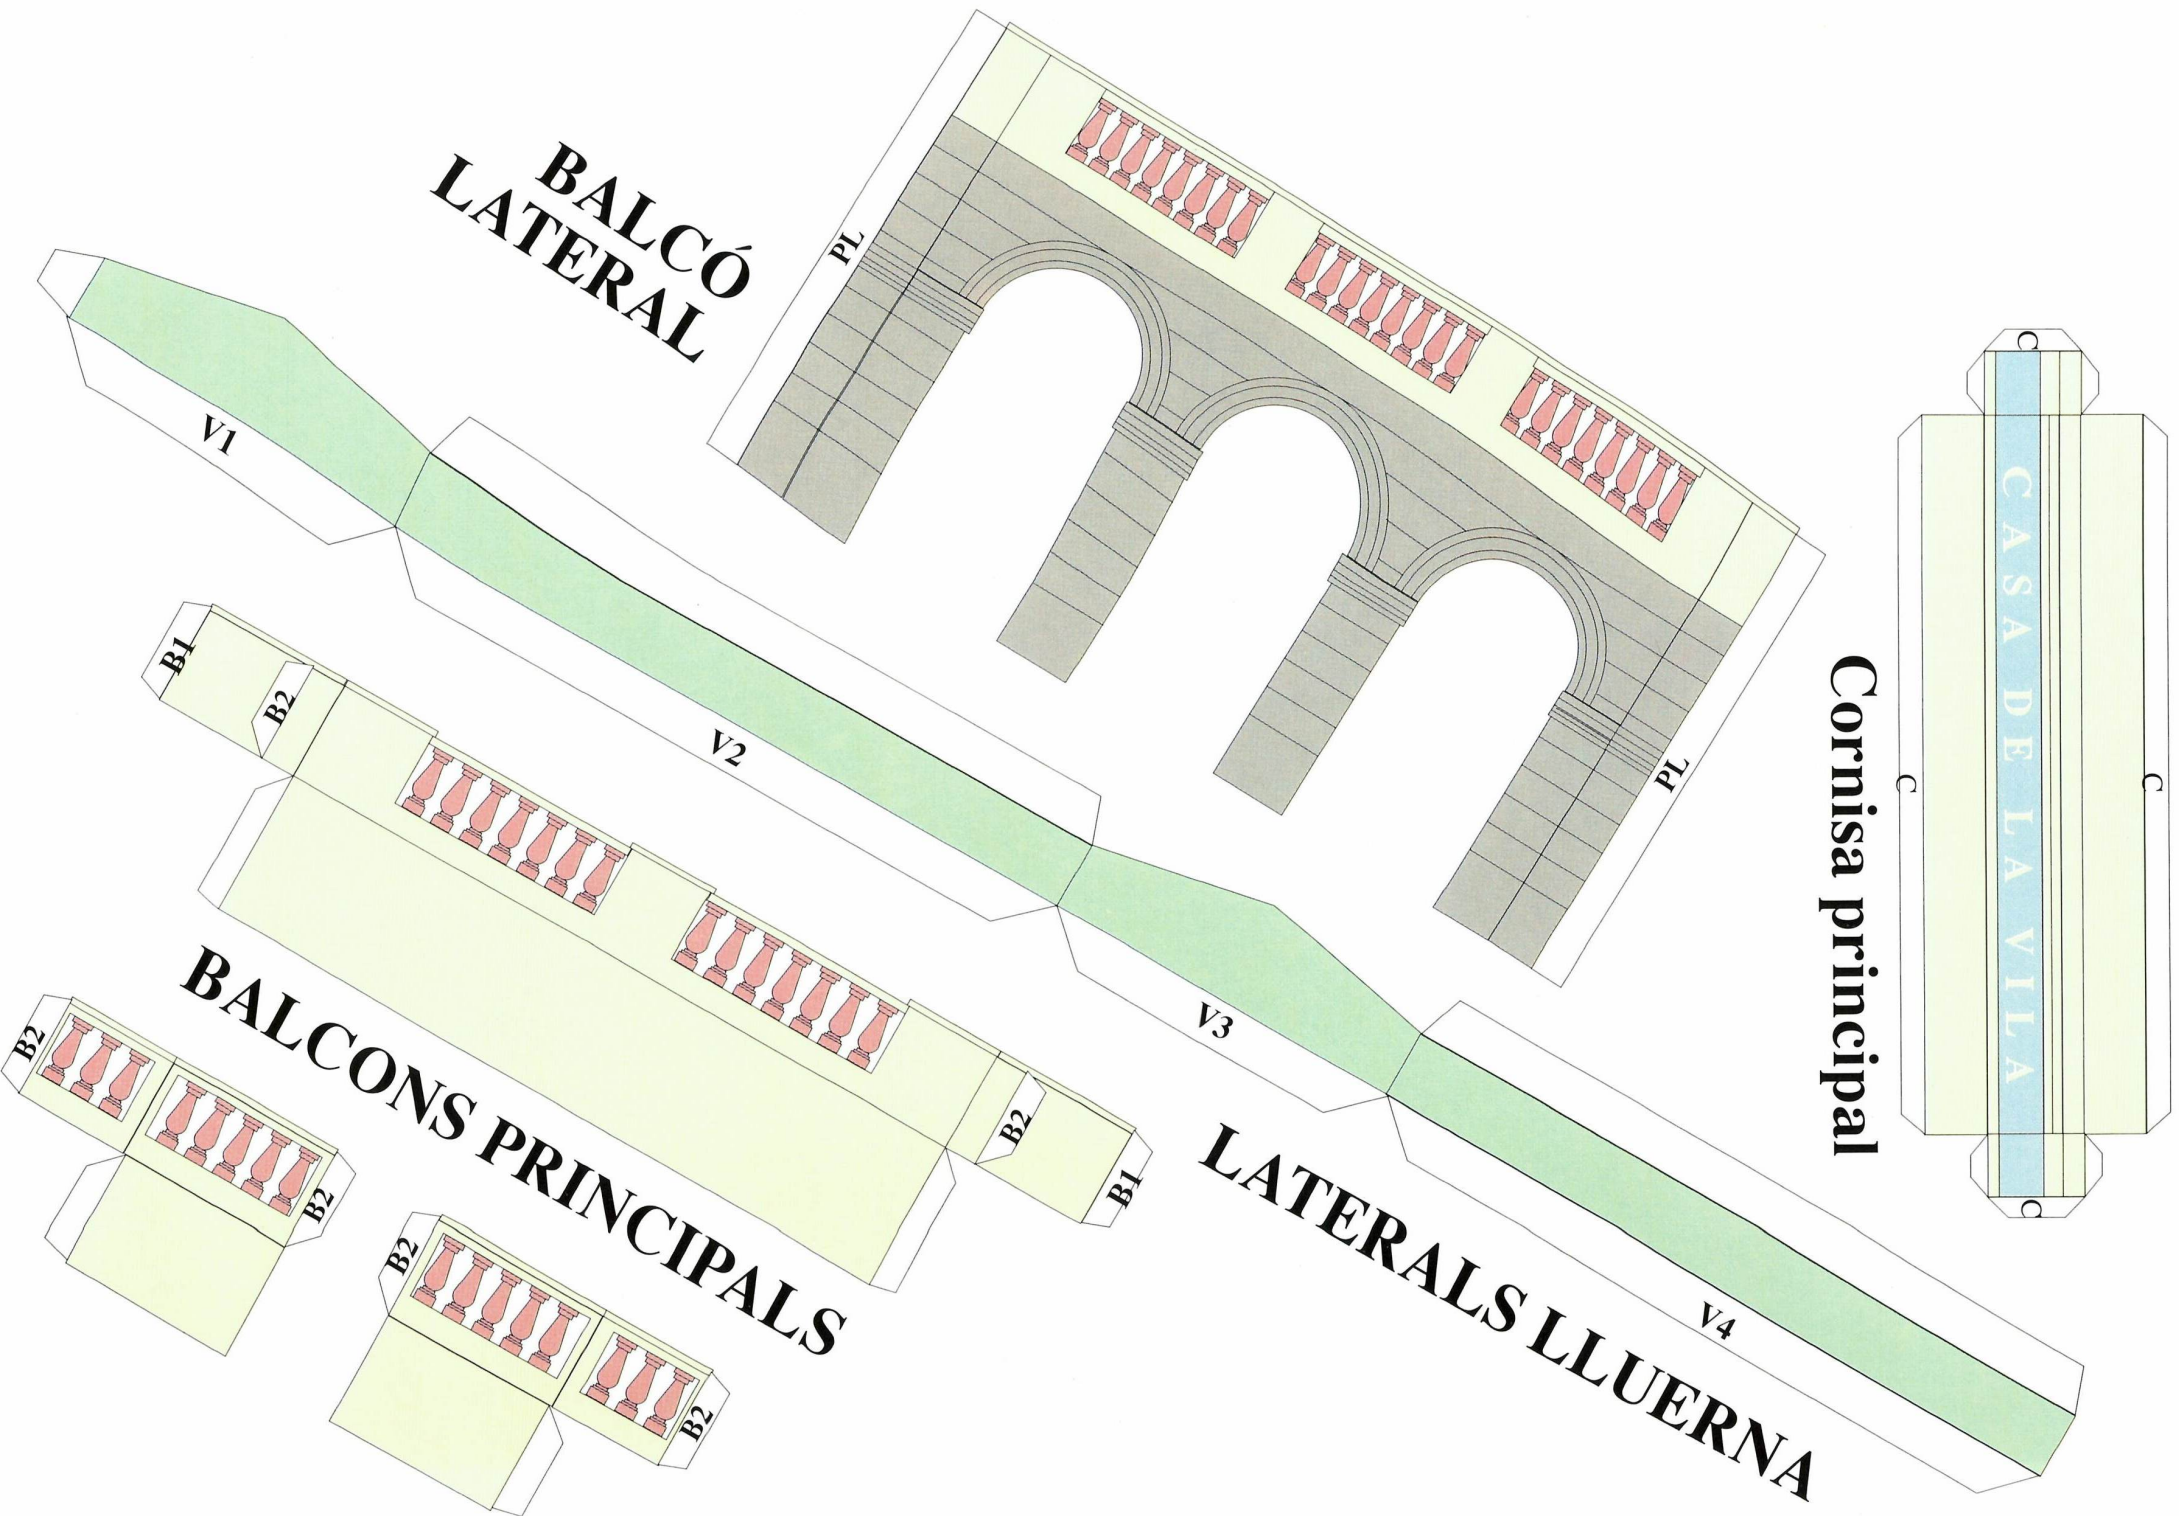 BALCÓ
LATERAL
PL
PL
V1
V2
V3
V4
LATERALS LLUERNA
B1
B2
B2
B1
BALCONS PRINCIPALS
B2
B2
B2
B2
Cornisa principal
C
C
C
C
CASA DE LA VILA